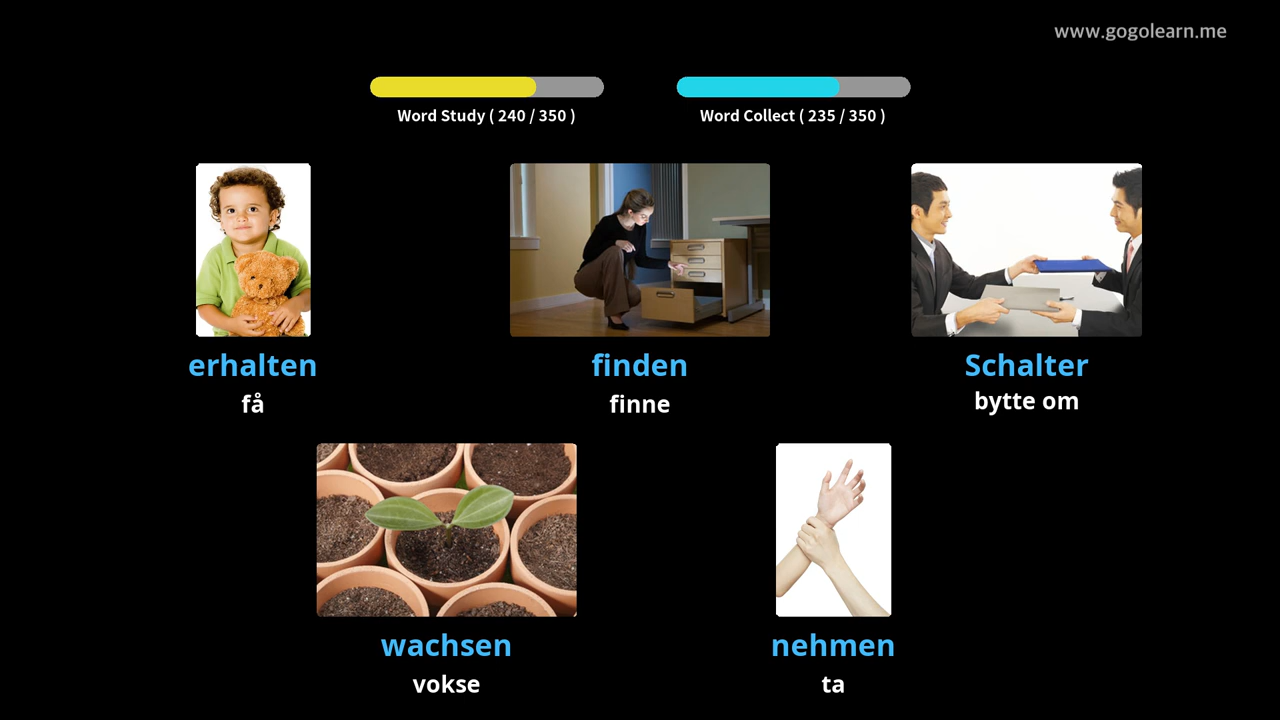 www.gogolearn.me
Word Study ( 240 / 350 )
Word Collect ( 235 / 350 )
erhalten
få
finden
finne
Schalter
bytte om
wachsen
vokse
nehmen
ta